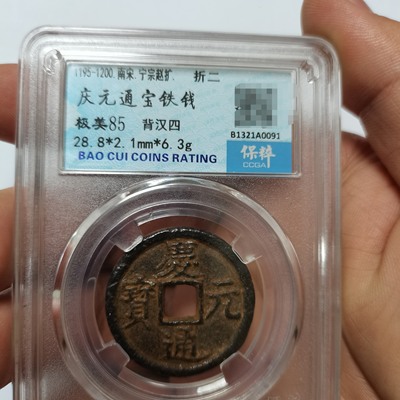 1195-1200.南宋.宁宗赵扩. 折二
庆元通宝铁钱
极美85 背汉四
28.8*2.1mm*6.3g
BAO CUI COINS RATING
B1321A0091
保粹
CCGA
慶元通寶